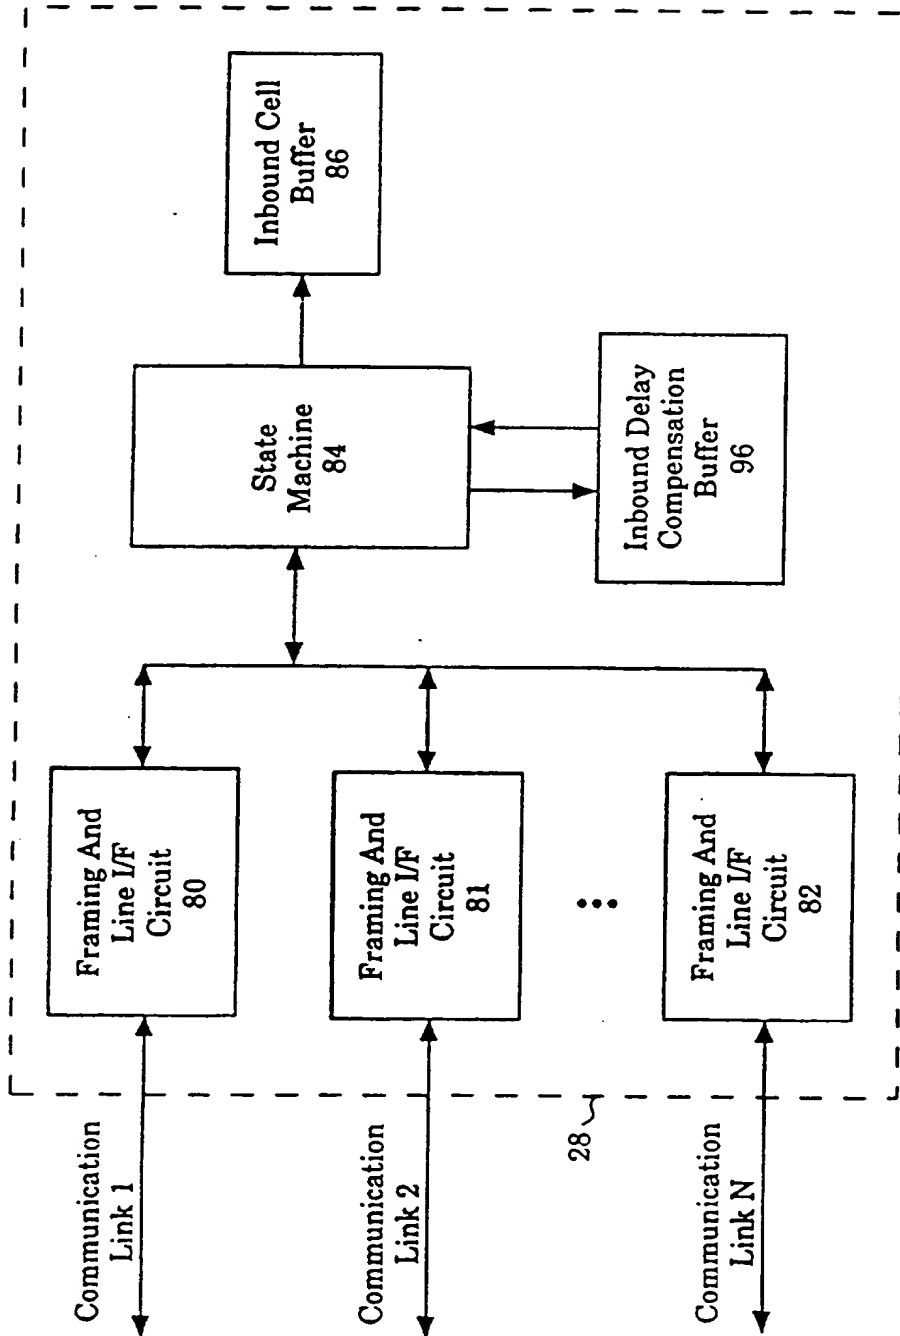 Communication
Link 1
Framing And
Line I/F
Circuit
80
Communication
Link 2
Framing And
Line I/F
Circuit
81
Communication
Link N
Framing And
Line I/F
Circuit
82
28
State
Machine
84
Inbound Cell
Buffer
86
Inbound Delay
Compensation
Buffer
96